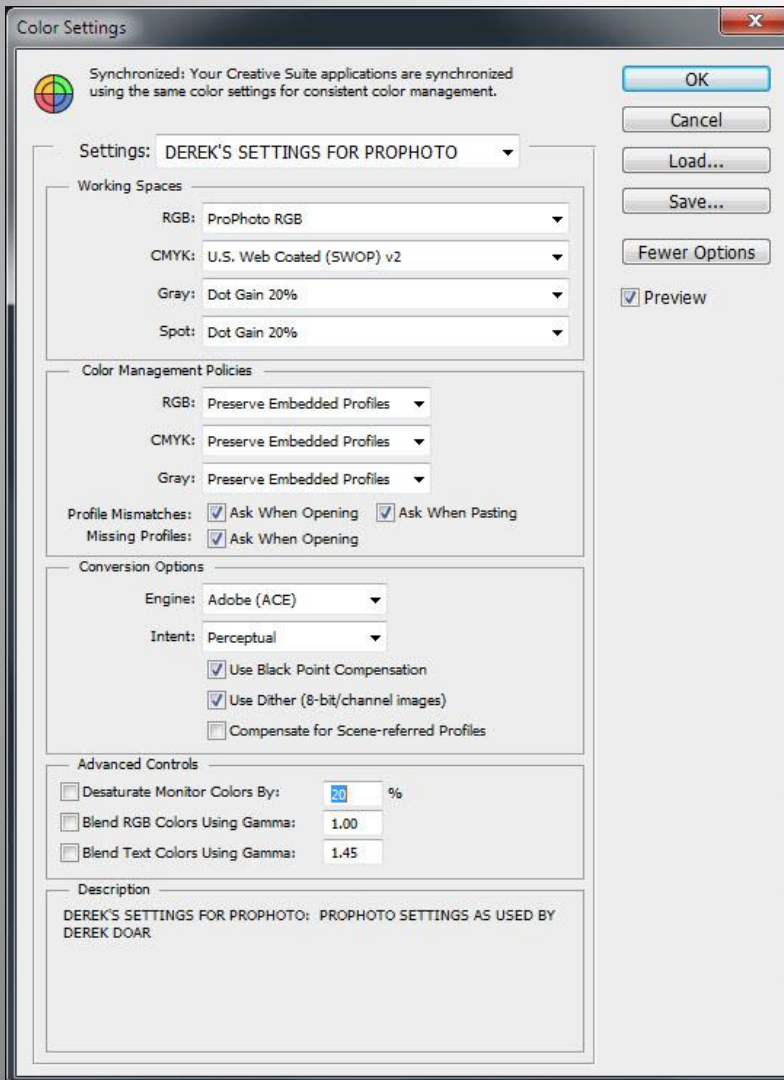 Color Settings
Synchronized: Your Creative Suite applications are synchronized
using the same color settings for consistent color management.
OK
Cancel
Load...
Save...
Fewer Options
Preview
Settings: DEREK'S SETTINGS FOR PROPHOTO
Working Spaces
RGB: ProPhoto RGB
CMYK: U.S. Web Coated (SWOP) v2
Gray: Dot Gain 20%
Spot: Dot Gain 20%
Color Management Policies
RGB: Preserve Embedded Profiles
CMYK: Preserve Embedded Profiles
Gray: Preserve Embedded Profiles
Profile Mismatches: Ask When Opening Ask When Pasting
Missing Profiles: Ask When Opening
Conversion Options
Engine: Adobe (ACE)
Intent: Perceptual
Use Black Point Compensation
Use Dither (8-bit/channel images)
Compensate for Scene-referred Profiles
Advanced Controls
Desaturate Monitor Colors By: 20 %
Blend RGB Colors Using Gamma: 1.00
Blend Text Colors Using Gamma: 1.45
Description
DEREK'S SETTINGS FOR PROPHOTO: PROPHOTO SETTINGS AS USED BY
DEREK DOAR